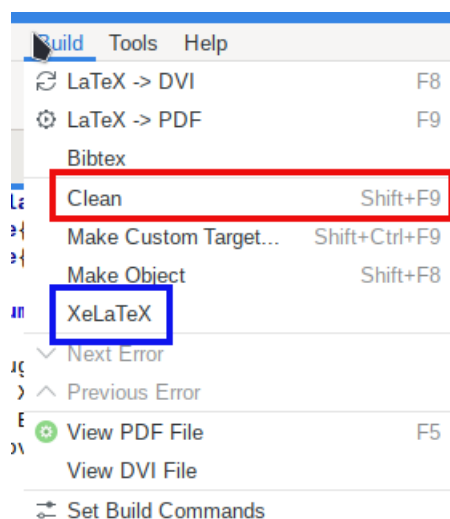 Build Tools Help
LaTeX -> DVI F8
LaTeX -> PDF F9
Bibtex
Clean Shift+F9
Make Custom Target... Shift+Ctrl+F9
Make Object Shift+F8
XeLaTeX
Next Error
Previous Error
View PDF File F5
View DVI File
Set Build Commands